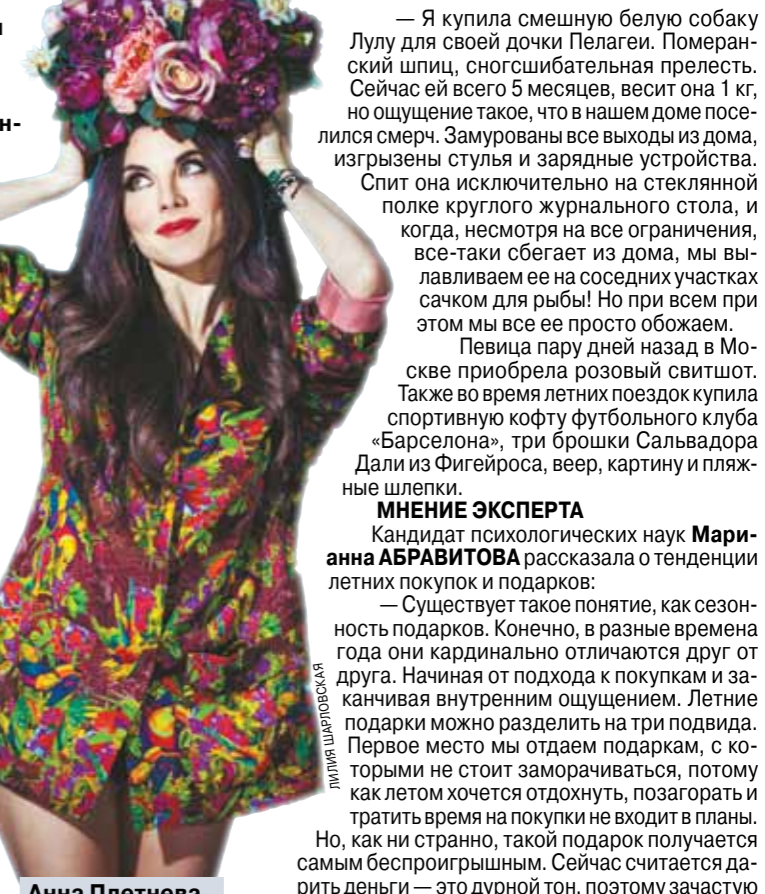 н-
— Я купила смешную белую собаку
Лулу для своей дочки Пелагеи. Померан-
ский шпиц, сногсшибательная прелесть.
Сейчас ей всего 5 месяцев, весит она 1 кг,
но ощущение такое, что в нашем доме посе-
лился смерч. Замурованы все выходы из дома,
изгрызены стулья и зарядные устройства.
Спит она исключительно на стеклянной
полке круглого журнального стола, и
когда, несмотря на все ограничения,
все-таки сбегает из дома, мы вы-
лавливаем ее на соседних участках
сачком для рыбы! Но при всем при
этом мы все ее просто обожаем.
Певица пару дней назад в Мо-
скве приобрела розовый свитшот.
Также во время летних поездок купила
спортивную кофту футбольного клуба
«Барселона», три брошки Сальвадора
Дали из Фигейроса, веер, картину и пляж-
ные шлепки.
МНЕНИЕ ЭКСПЕРТА
Кандидат психологических наук Мари-
анна АБРАВИТОВА рассказала о тенденции
летних покупок и подарков:
— Существует такое понятие, как сезон-
ность подарков. Конечно, в разные времена
года они кардинально отличаются друг от
друга. Начиная от подхода к покупкам и за-
канчивая внутренним ощущением. Летние
подарки можно разделить на три подвида.
Первое место мы отдаем подаркам, с ко-
торыми не стоит заморачиваться, потому
как летом хочется отдохнуть, позагорать и
тратить время на покупки не входит в планы.
Но, как ни странно, такой подарок получается
самым беспроигрышным. Сейчас считается да-
рить деньги — это дурной тон, поэтому зачастую
ЛИЛИЯ ШАРЛОВСКАЯ
Анна Плетнева